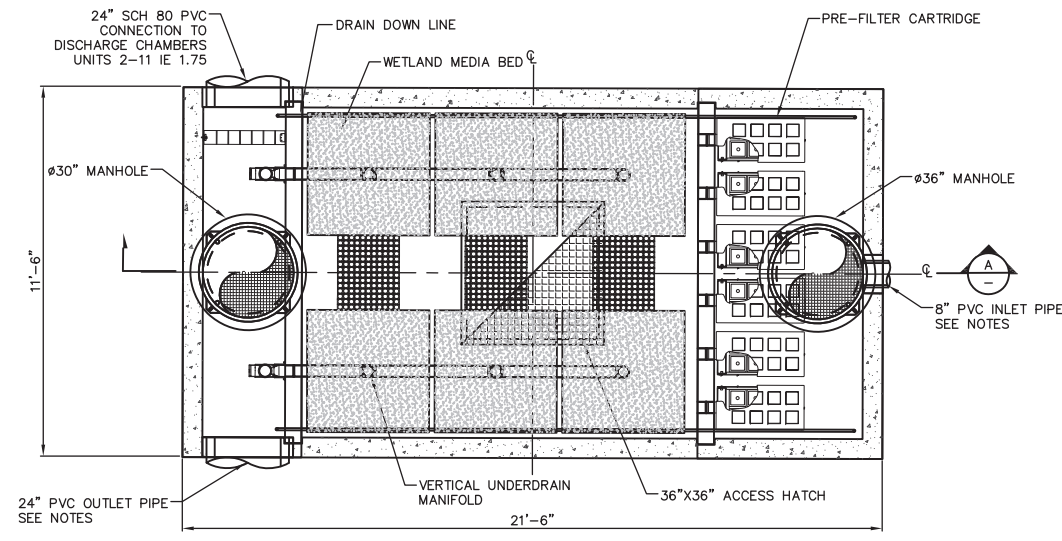 24" SCH 80 PVC
CONNECTION TO
DISCHARGE CHAMBERS
UNITS 2-11 IE 1.75
DRAIN DOWN LINE
WETLAND MEDIA BED
℄
PRE-FILTER CARTRIDGE
ø30" MANHOLE
ø36" MANHOLE
11'-6"
℄
A
-
8" PVC INLET PIPE
SEE NOTES
24" PVC OUTLET PIPE
SEE NOTES
VERTICAL UNDERDRAIN
MANIFOLD
36"X36" ACCESS HATCH
21'-6"